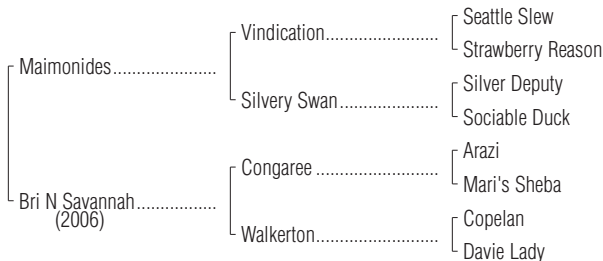 Seattle Slew
Vindication.............................
Strawberry Reason
Maimonides..........................
Silver Deputy
Silvery Swan.........................
Sociable Duck
Arazi
Congaree ...............................
Mari's Sheba
Bri N Savannah....................
(2006)
Copelan
Walkerton...............................
Davie Lady